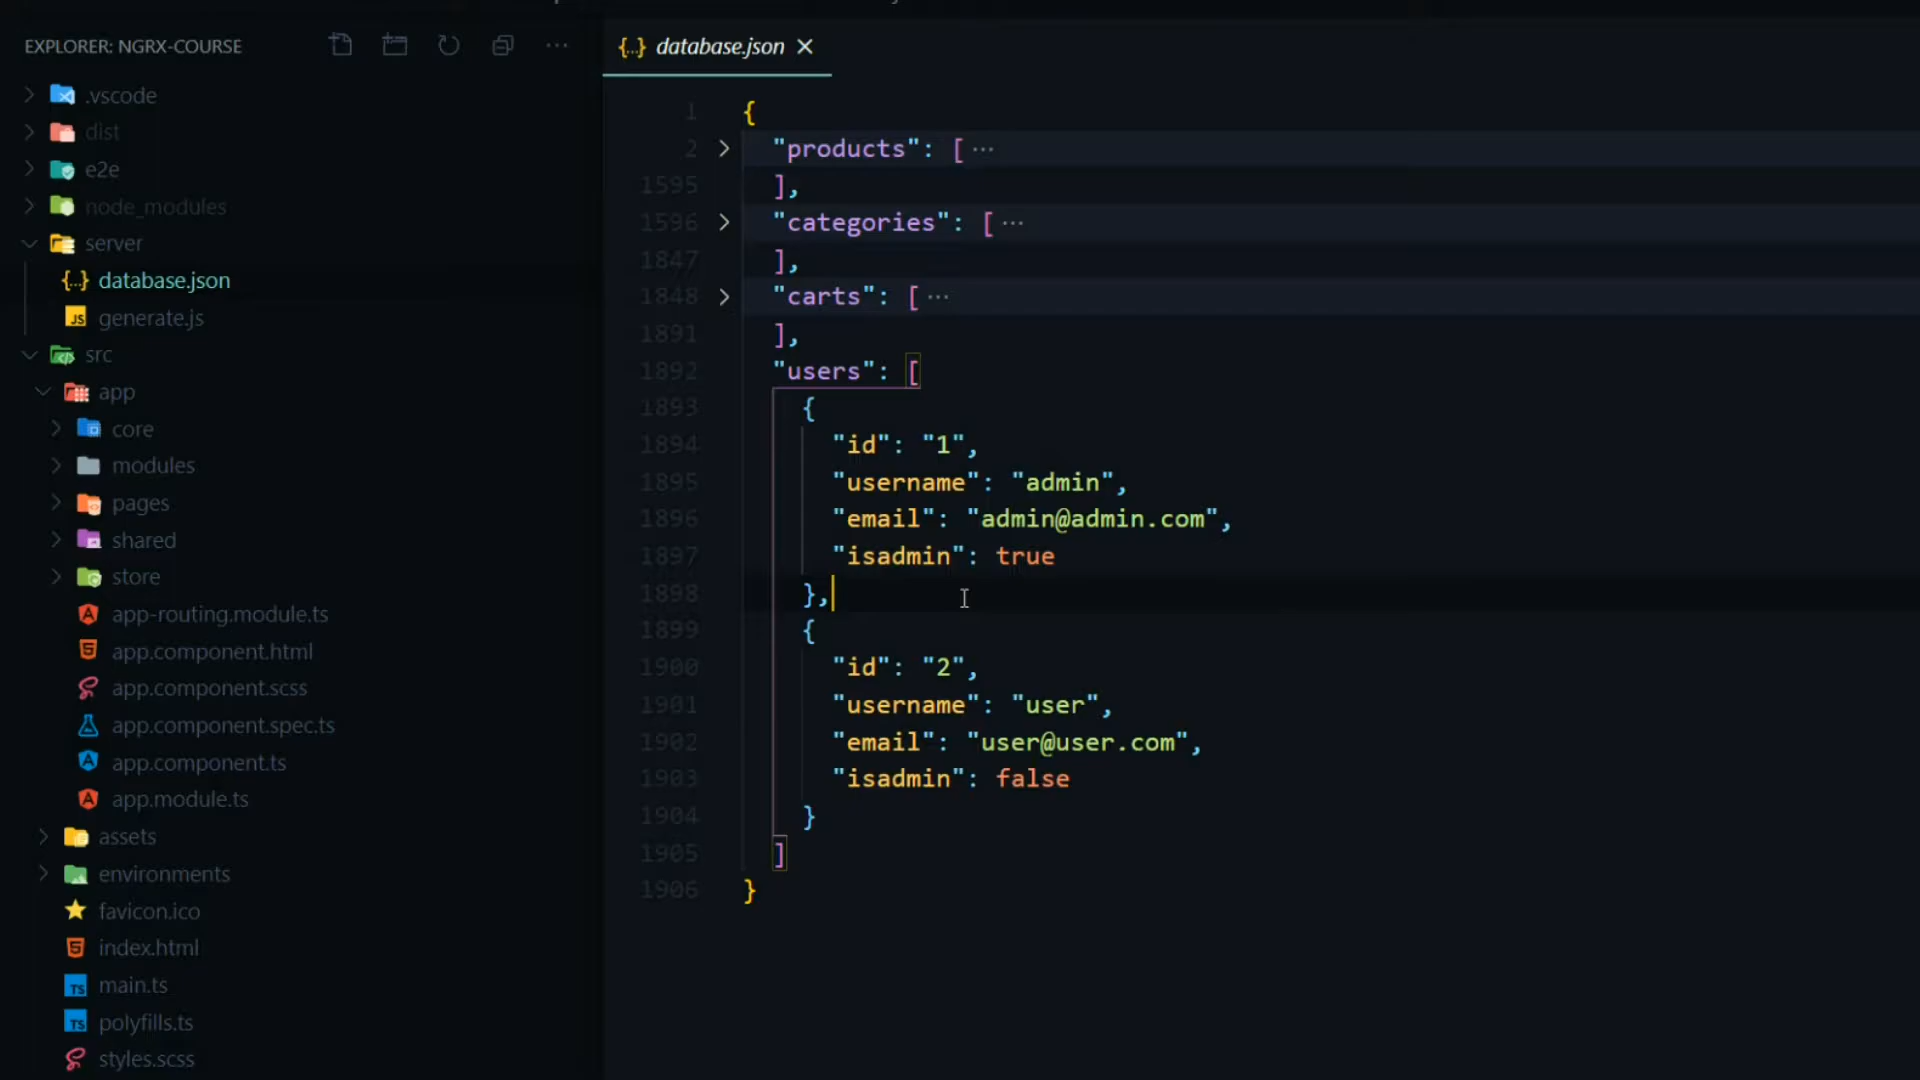 EXPLORER: NGRX-COURSE
.vscode
dist
e2e
node_modules
server
{..} database.json
JS generate.js
src
app
core
modules
pages
shared
store
app-routing.module.ts
app.component.html
app.component.scss
app.component.spec.ts
app.component.ts
app.module.ts
assets
environments
favicon.ico
index.html
TS main.ts
TS polyfills.ts
styles.scss
{..} database.json
1 {
2 "products": [ ···
1595 ],
1596 "categories": [ ···
1847 ],
1848 "carts": [ ···
1891 ],
1892 "users": [
1893 {
1894 "id": "1",
1895 "username": "admin",
1896 "email": "admin@admin.com",
1897 "isadmin": true
1898 },
1899 {
1900 "id": "2",
1901 "username": "user",
1902 "email": "user@user.com",
1903 "isadmin": false
1904 }
1905 ]
1906 }